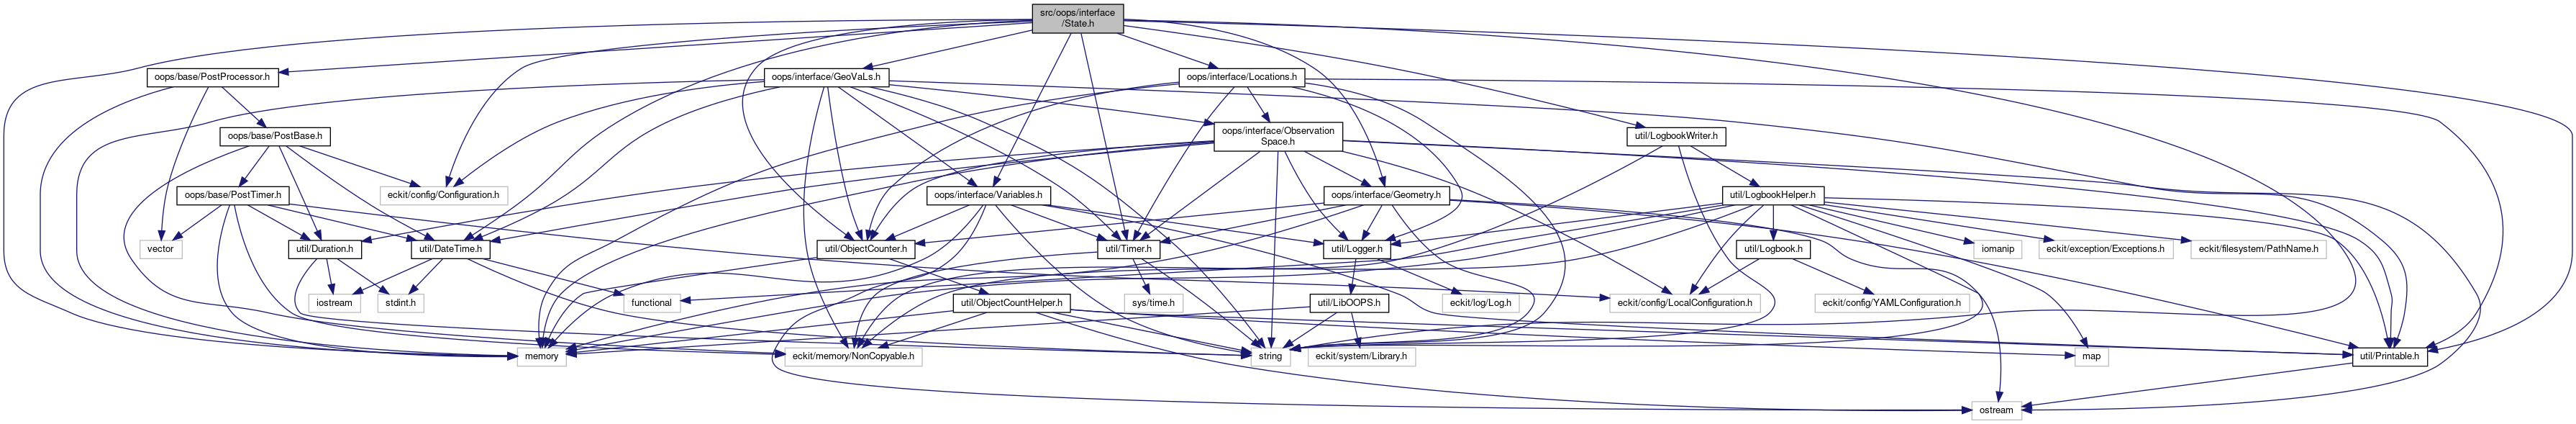 src/oops/interface
/State.h
oops/base/PostProcessor.h
oops/interface/GeoVaLs.h
oops/interface/Locations.h
oops/base/PostBase.h
oops/interface/Observation
Space.h
util/LogbookWriter.h
oops/base/PostTimer.h
eckit/config/Configuration.h
oops/interface/Variables.h
oops/interface/Geometry.h
util/LogbookHelper.h
vector
util/Duration.h
util/DateTime.h
util/ObjectCounter.h
util/Timer.h
util/Logger.h
util/Logbook.h
iomanip
eckit/exception/Exceptions.h
eckit/filesystem/PathName.h
iostream
stdint.h
functional
util/ObjectCountHelper.h
sys/time.h
util/LibOOPS.h
eckit/log/Log.h
eckit/config/LocalConfiguration.h
eckit/config/YAMLConfiguration.h
memory
eckit/memory/NonCopyable.h
string
eckit/system/Library.h
map
util/Printable.h
ostream